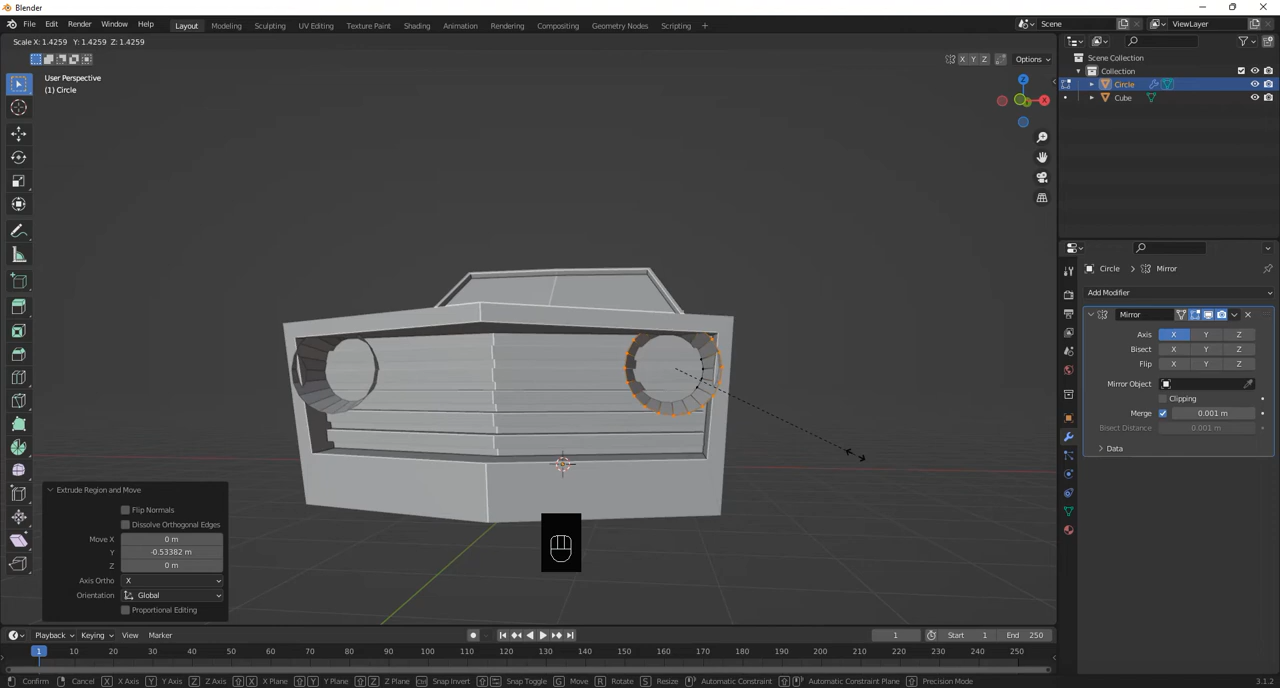 Blender
File Edit Render Window Help
Layout Modeling Sculpting UV Editing Texture Paint Shading Animation Rendering Compositing Geometry Nodes Scripting +
Scene
ViewLayer
Scale X: 1.4259 Y: 1.4259 Z: 1.4259
X Y Z
Options
User Perspective
(1) Circle
Z
X
Scene Collection
Collection
Circle
Cube
Circle > Mirror
Add Modifier
Mirror
Axis X Y Z
Bisect X Y Z
Flip X Y Z
Mirror Object
Clipping
Merge 0.001 m
Bisect Distance 0.001 m
Data
Extrude Region and Move
Flip Normals
Dissolve Orthogonal Edges
Move X 0 m
Y -0.53382 m
Z 0 m
Axis Ortho X
Orientation Global
Proportional Editing
Playback Keying View Marker
1
Start 1
End 250
1 10 20 30 40 50 60 70 80 90 100 110 120 130 140 150 160 170 180 190 200 210 220 230 240 250
Confirm Cancel X X Axis Y Y Axis Z Z Axis X X Plane Y Y Plane Z Z Plane Ctrl Snap Invert Snap Toggle G Move R Rotate S Resize Automatic Constraint Automatic Constraint Plane Precision Mode
3.1.2